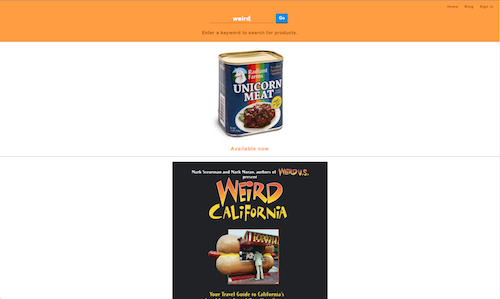 Home Blog Sign in
weird
Go
Enter a keyword to search for products.
Radiant
Farms
UNICORN
MEAT
Available now
Mark Sceurman and Mark Moran, authors of WEIRD U.S.
present
WEIRD
CALIFORNIA
Your Travel Guide to California's